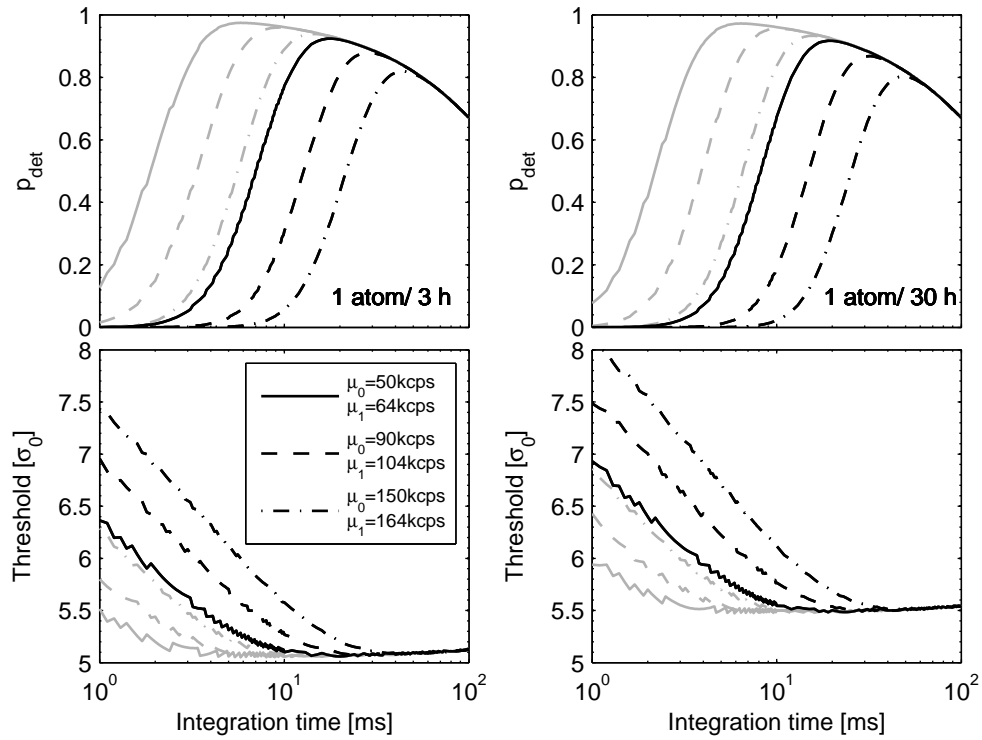 1
0.8
0.6
0.4
0.2
0
p_det
1 atom/ 3 h
1
0.8
0.6
0.4
0.2
0
p_det
1 atom/ 30 h
8
7.5
7
6.5
6
5.5
5
Threshold [σ_0]
μ_0=50kcps
μ_1=64kcps
μ_0=90kcps
μ_1=104kcps
μ_0=150kcps
μ_1=164kcps
10^0
10^1
10^2
Integration time [ms]
8
7.5
7
6.5
6
5.5
5
Threshold [σ_0]
10^0
10^1
10^2
Integration time [ms]